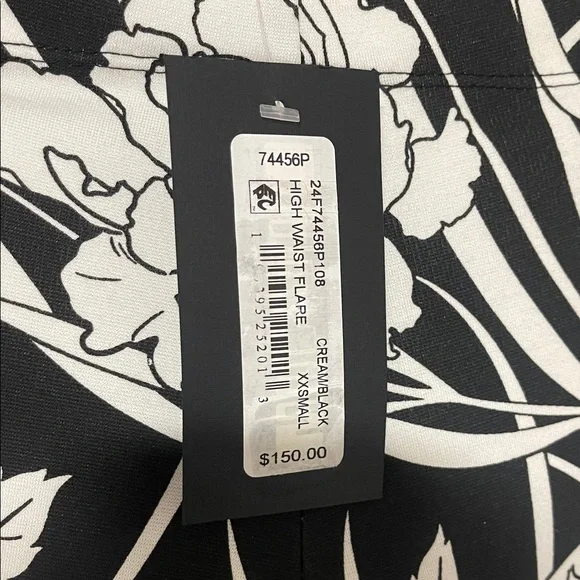 74456P
24F74456P108
HIGH WAIST FLARE
CREAM/BLACK
XXSMALL
$150.00